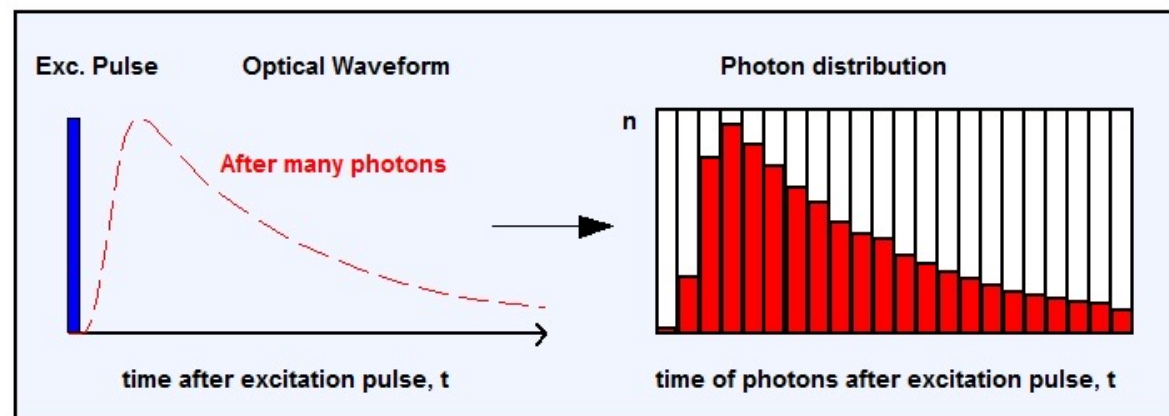 Exc. Pulse
Optical Waveform
Photon distribution
After many photons
n
time after excitation pulse, t
time of photons after excitation pulse, t